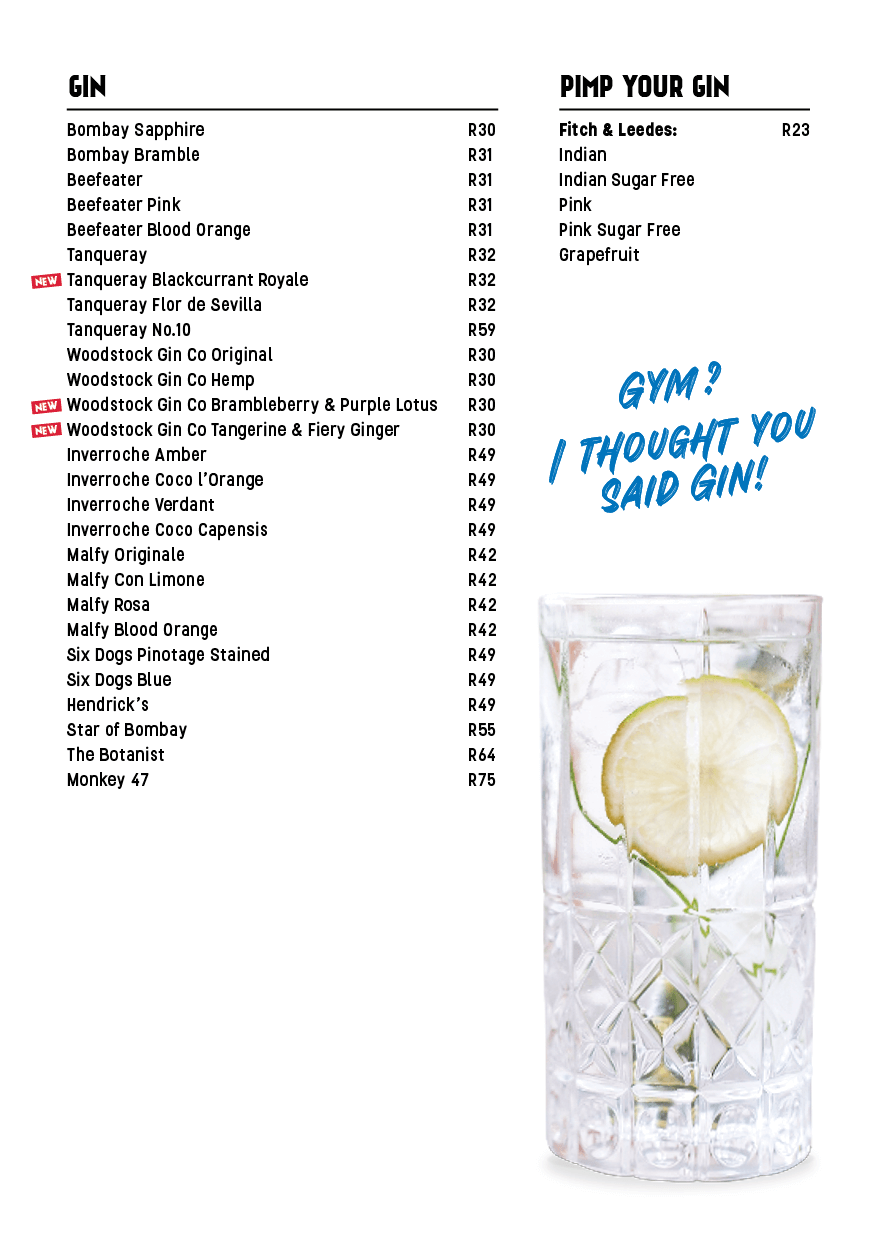 GIN
Bombay Sapphire R30
Bombay Bramble R31
Beefeater R31
Beefeater Pink R31
Beefeater Blood Orange R31
Tanqueray R32
NEW Tanqueray Blackcurrant Royale R32
Tanqueray Flor de Sevilla R32
Tanqueray No.10 R59
Woodstock Gin Co Original R30
Woodstock Gin Co Hemp R30
NEW Woodstock Gin Co Brambleberry & Purple Lotus R30
NEW Woodstock Gin Co Tangerine & Fiery Ginger R30
Inverroche Amber R49
Inverroche Coco l’Orange R49
Inverroche Verdant R49
Inverroche Coco Capensis R49
Malfy Originale R42
Malfy Con Limone R42
Malfy Rosa R42
Malfy Blood Orange R42
Six Dogs Pinotage Stained R49
Six Dogs Blue R49
Hendrick’s R49
Star of Bombay R55
The Botanist R64
Monkey 47 R75
PIMP YOUR GIN
Fitch & Leedes: R23
Indian
Indian Sugar Free
Pink
Pink Sugar Free
Grapefruit
GYM?
I THOUGHT YOU
SAID GIN!